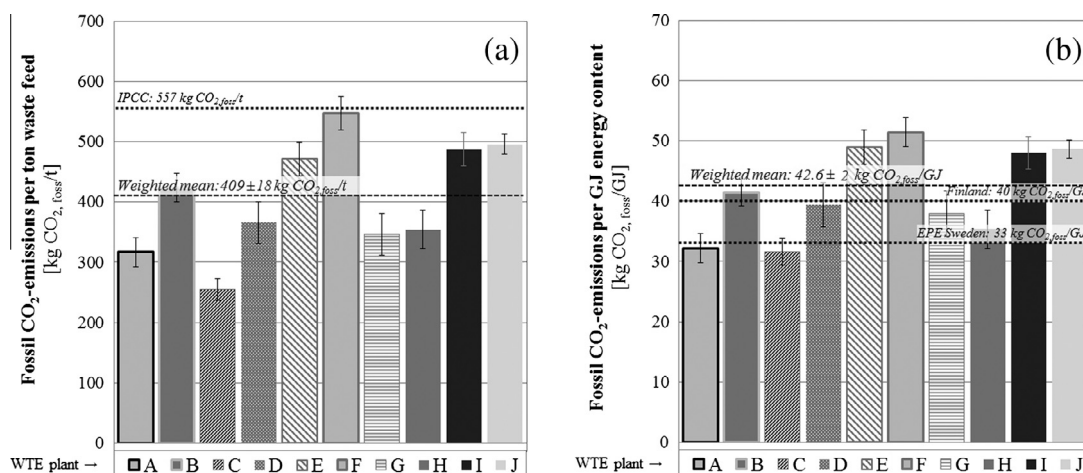 Fossil CO2-emissions per ton waste feed
[kg CO2, foss/t]
700
600
500
400
300
200
100
0
(a)
IPCC: 557 kg CO2,foss/t
Weighted mean: 409±18 kg CO2,foss/t
WTE plant → A B C D E F G H I J
Fossil CO2-emissions per GJ energy content
[kg CO2, foss/GJ]
70
60
50
40
30
20
10
0
(b)
Weighted mean: 42.6± 2 kg CO2,foss/GJ
Finland: 40 kg CO2,foss/GJ
EPE Sweden: 33 kg CO2,foss/GJ
WTE plant → A B C D E F G H I J